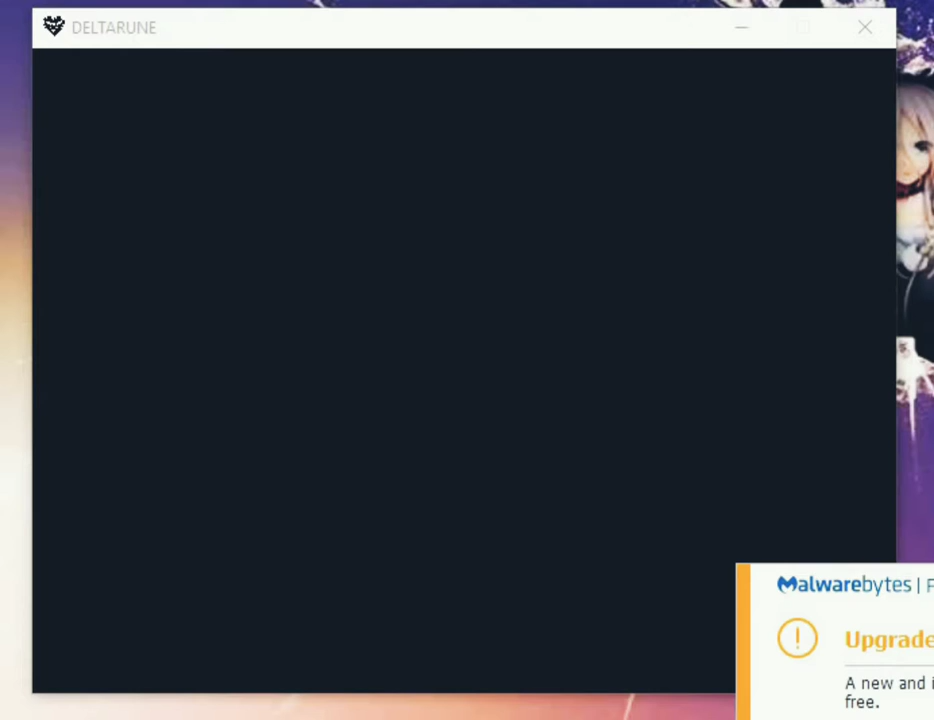 DELTARUNE
Malwarebytes |
Upgrade
A new and
free.